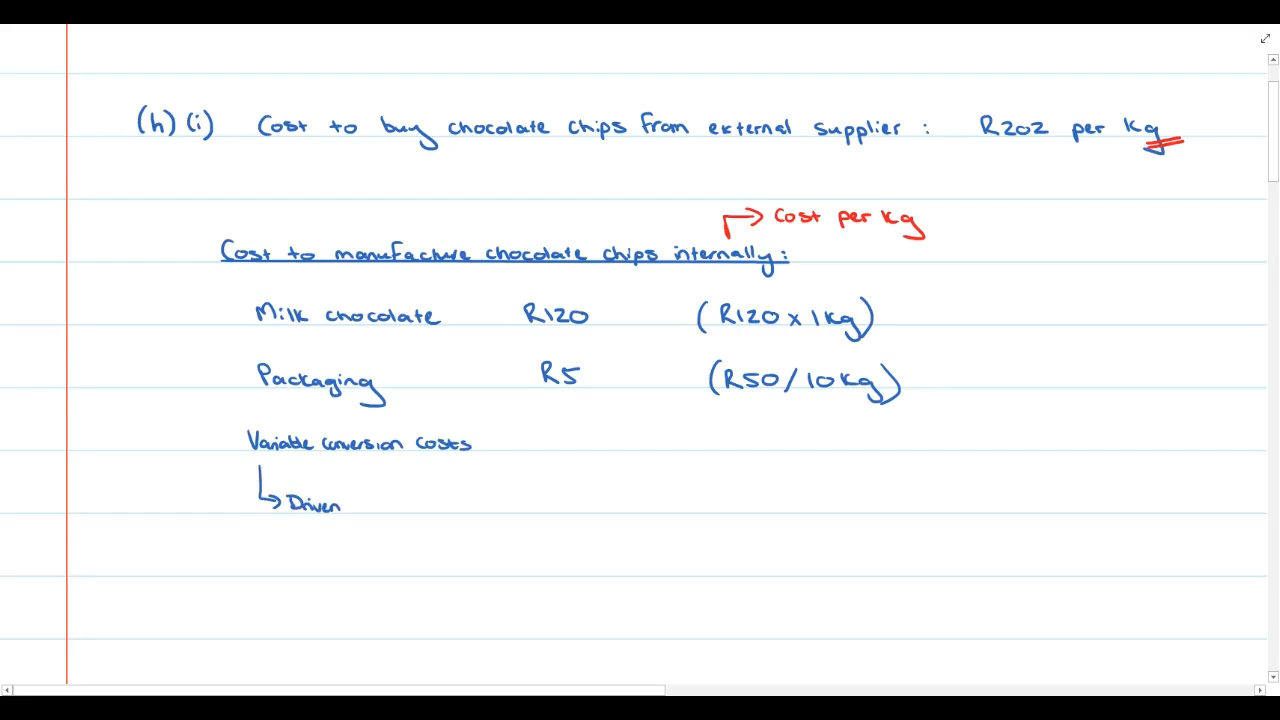 (h) (i) Cost to buy chocolate chips from external supplier : R202 per kg
Cost per kg
Cost to manufacture chocolate chips internally :
Milk chocolate R120 (R120 x 1kg)
Packaging R5 (R50 / 10kg)
Variable conversion costs
Driven